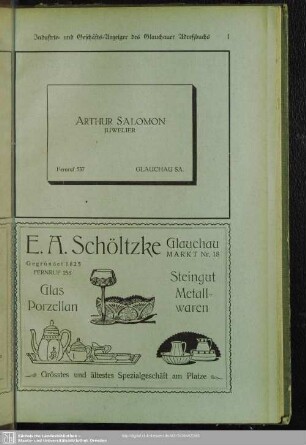 Industrie- und Geschäfts-Anzeiger des Glauchauer Adreßbuchs 1
ARTHUR SALOMON
JUWELIER
Fernruf 537 GLAUCHAU SA.
E. A. Schöltzke Glauchau
MARKT Nr. 18
Gegründet 1825
FERNRUF 256
Glas
Porzellan
Steingut
Metall-
waren
Grösstes und ältestes Spezialgeschäft am Platze